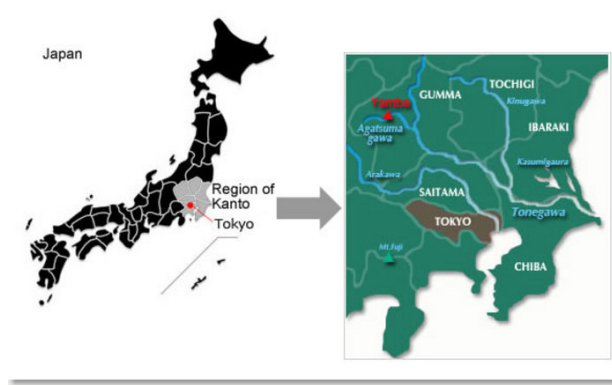 Japan
Region of
Kanto
Tokyo
TOCHIGI
GUMMA
Kinugawa
Yamba
IBARAKI
Agatsuma
gawa
Kasumigaura
Arakawa
SAITAMA
Tonegawa
TOKYO
Mt.Fuji
CHIBA